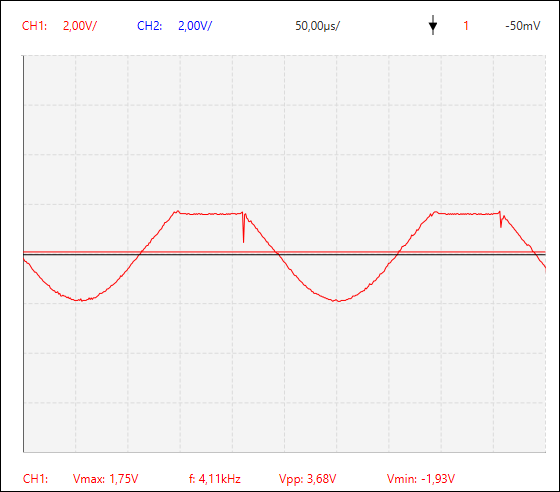 CH1: 2,00V/ CH2: 2,00V/ 50,00µs/ 1 -50mV
CH1: Vmax: 1,75V f: 4,11kHz Vpp: 3,68V Vmin: -1,93V